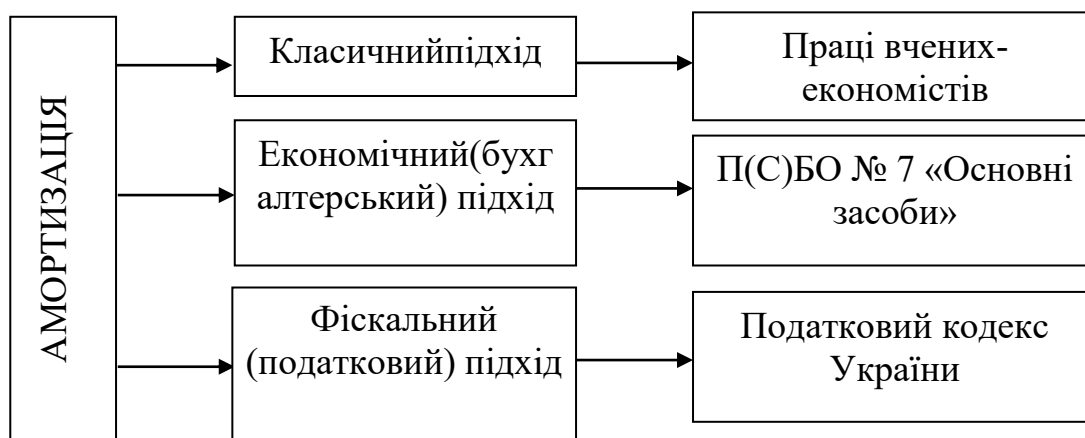 АМОРТИЗАЦІЯ
Класичнийпідхід
Праці вчених-
економістів
Економічний(бухг
алтерський) підхід
П(С)БО № 7 «Основні
засоби»
Фіскальний
(податковий) підхід
Податковий кодекс
України